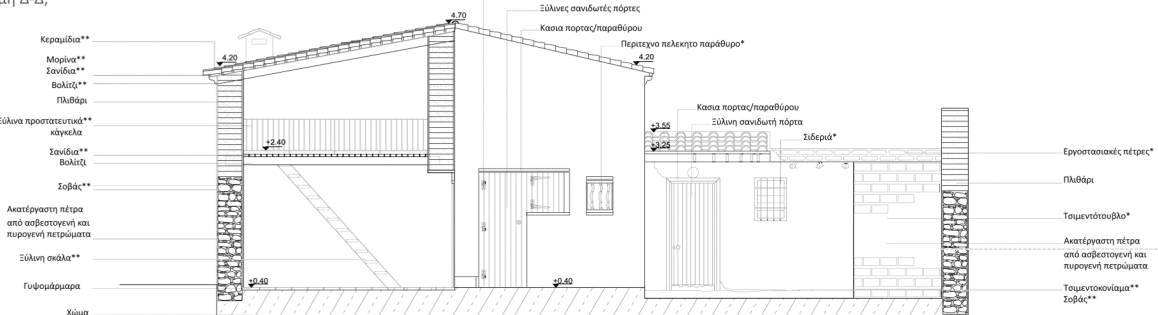 Δ-Δ,
Κεραμίδια**
Μορίνα**
Σανίδια**
Βολίτζι**
Πλιθάρι
Ξύλινα προστατευτικά**
κάγκελα
Σανίδια**
Βολίτζι
Σοβάς**
Ακατέργαστη πέτρα
από ασβεστογενή και
πυρογενή πετρώματα
Ξύλινη σκάλα**
Γυψομάρμαρα
Χώμα
4.70
4.20
+2.40
+0.40
Ξύλινες σανιδωτές πόρτες
Κασια πορτας/παραθύρου
Περιτεχνο πελεκητο παράθυρο*
4.20
+0.40
Κασια πορτας/παραθύρου
Ξύλινη σανιδωτή πόρτα
Σιδεριά*
+3.55
+3.25
Εργοστασιακές πέτρες*
Πλιθάρι
Τσιμεντότουβλο*
Ακατέργαστη πέτρα
από ασβεστογενή και
πυρογενή πετρώματα
Τσιμεντοκονίαμα**
Σοβάς**